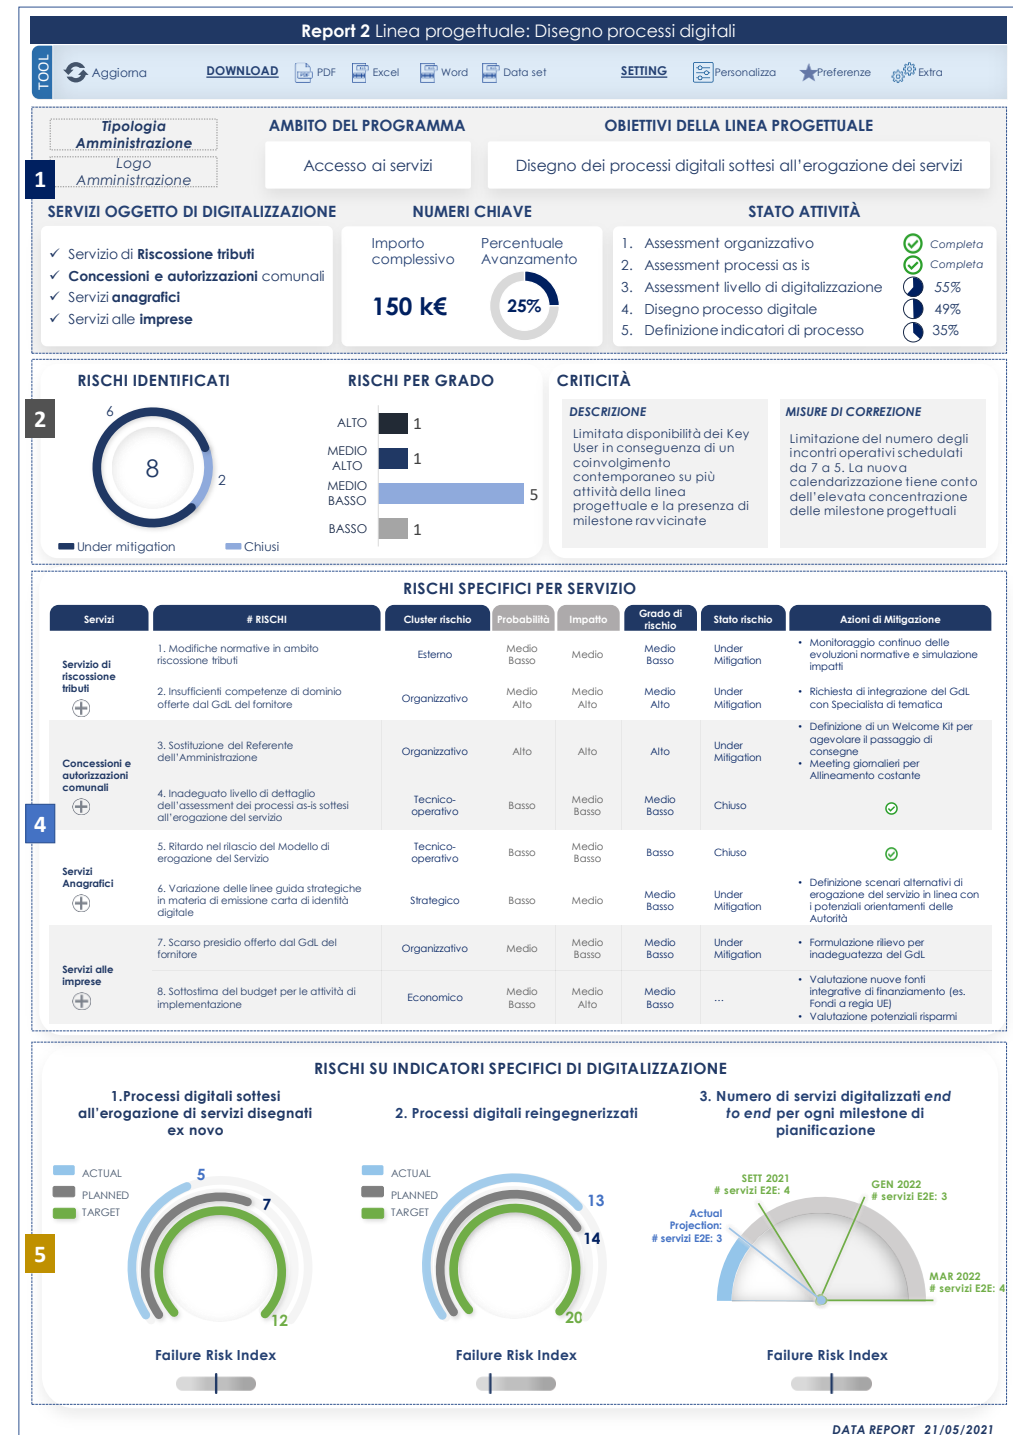 Report 2 Linea progettuale: Disegno processi digitali
TOOL
Aggiorna
DOWNLOAD
PDF
Excel
Word
Data set
SETTING
Personalizza
Preferenze
Extra
1
Tipologia
Amministrazione
Logo
Amministrazione
AMBITO DEL PROGRAMMA
Accesso ai servizi
OBIETTIVI DELLA LINEA PROGETTUALE
Disegno dei processi digitali sottesi all'erogazione dei servizi
SERVIZI OGGETTO DI DIGITALIZZAZIONE
✓ Servizio di Riscossione tributi
✓ Concessioni e autorizzazioni comunali
✓ Servizi anagrafici
✓ Servizi alle imprese
NUMERI CHIAVE
Importo
complessivo
150 k€
Percentuale
Avanzamento
25%
STATO ATTIVITÀ
1. Assessment organizzativo Completa
2. Assessment processi as is Completa
3. Assessment livello di digitalizzazione 55%
4. Disegno processo digitale 49%
5. Definizione indicatori di processo 35%
2
RISCHI IDENTIFICATI
6
8
2
Under mitigation
Chiusi
RISCHI PER GRADO
ALTO 1
MEDIO
ALTO 1
MEDIO
BASSO 5
BASSO 1
CRITICITÀ
DESCRIZIONE
Limitata disponibilità dei Key
User in conseguenza di un
coinvolgimento
contemporaneo su più
attività della linea
progettuale e la presenza di
milestone ravvicinate
MISURE DI CORREZIONE
Limitazione del numero degli
incontri operativi schedulati
da 7 a 5. La nuova
calendarizzazione tiene conto
dell'elevata concentrazione
delle milestone progettuali
4
RISCHI SPECIFICI PER SERVIZIO
Servizi
# RISCHI
Cluster rischio
Probabilità
Impatto
Grado di
rischio
Stato rischio
Azioni di Mitigazione
Servizio di
riscossione
tributi
1. Modifiche normative in ambito
riscossione tributi
Esterno
Medio
Basso
Medio
Medio
Basso
Under
Mitigation
• Monitoraggio continuo delle
evoluzioni normative e simulazione
impatti
2. Insufficienti competenze di dominio
offerte dal GdL del fornitore
Organizzativo
Medio
Alto
Medio
Alto
Medio
Alto
Under
Mitigation
• Richiesta di integrazione del GdL
con Specialista di tematica
Concessioni e
autorizzazioni
comunali
3. Sostituzione del Referente
dell'Amministrazione
Organizzativo
Alto
Alto
Alto
Under
Mitigation
• Definizione di un Welcome Kit per
agevolare il passaggio di
consegne
• Meeting giornalieri per
Allineamento costante
4. Inadeguato livello di dettaglio
dell'assessment dei processi as-is sottesi
all'erogazione del servizio
Tecnico-
operativo
Basso
Medio
Basso
Medio
Basso
Chiuso
Servizi
Anagrafici
5. Ritardo nel rilascio del Modello di
erogazione del Servizio
Tecnico-
operativo
Basso
Medio
Basso
Basso
Chiuso
6. Variazione delle linee guida strategiche
in materia di emissione carta di identità
digitale
Strategico
Basso
Medio
Medio
Basso
Under
Mitigation
• Definizione scenari alternativi di
erogazione del servizio in linea con
i potenziali orientamenti delle
Autorità
Servizi alle
imprese
7. Scarso presidio offerto dal GdL del
fornitore
Organizzativo
Medio
Medio
Basso
Medio
Basso
Under
Mitigation
• Formulazione rilievo per
inadeguatezza del GdL
8. Sottostima del budget per le attività di
implementazione
Economico
Medio
Basso
Medio
Alto
Medio
Basso
...
• Valutazione nuove fonti
integrative di finanziamento (es.
Fondi a regia UE)
• Valutazione potenziali risparmi
5
RISCHI SU INDICATORI SPECIFICI DI DIGITALIZZAZIONE
1.Processi digitali sottesi
all'erogazione di servizi disegnati
ex novo
ACTUAL
PLANNED
TARGET
5
7
12
Failure Risk Index
2. Processi digitali reingegnerizzati
ACTUAL
PLANNED
TARGET
13
14
20
Failure Risk Index
3. Numero di servizi digitalizzati end
to end per ogni milestone di
pianificazione
SETT 2021
# servizi E2E: 4
GEN 2022
# servizi E2E: 3
Actual
Projection:
# servizi E2E: 3
MAR 2022
# servizi E2E: 4
Failure Risk Index
DATA REPORT 21/05/2021